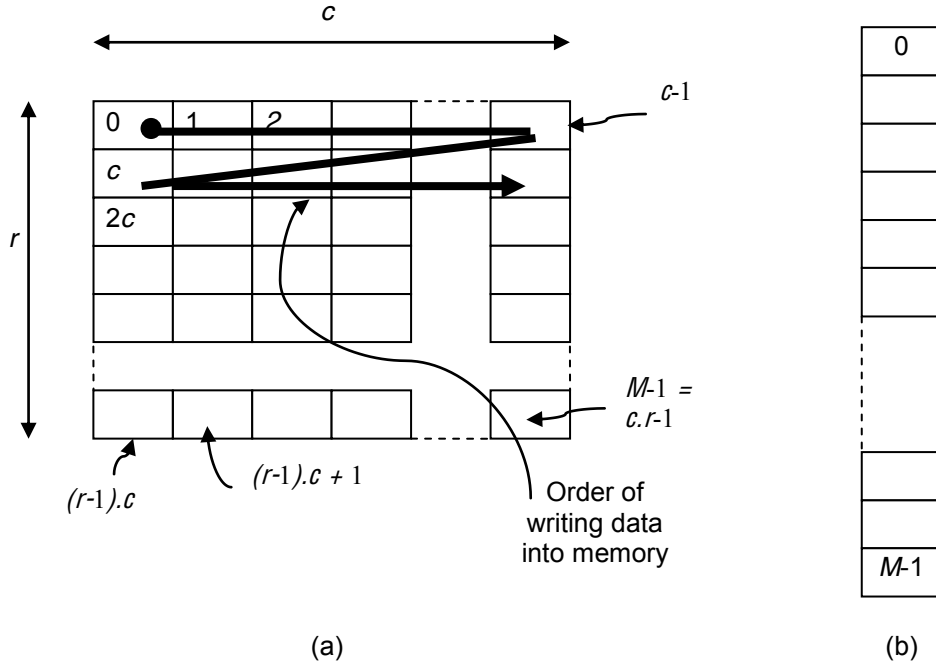 c
0
c-1
0 1 2
c
2c
r
M-1 =
c.r-1
(r-1).c + 1
(r-1).c
Order of
writing data
into memory
M-1
(a)
(b)